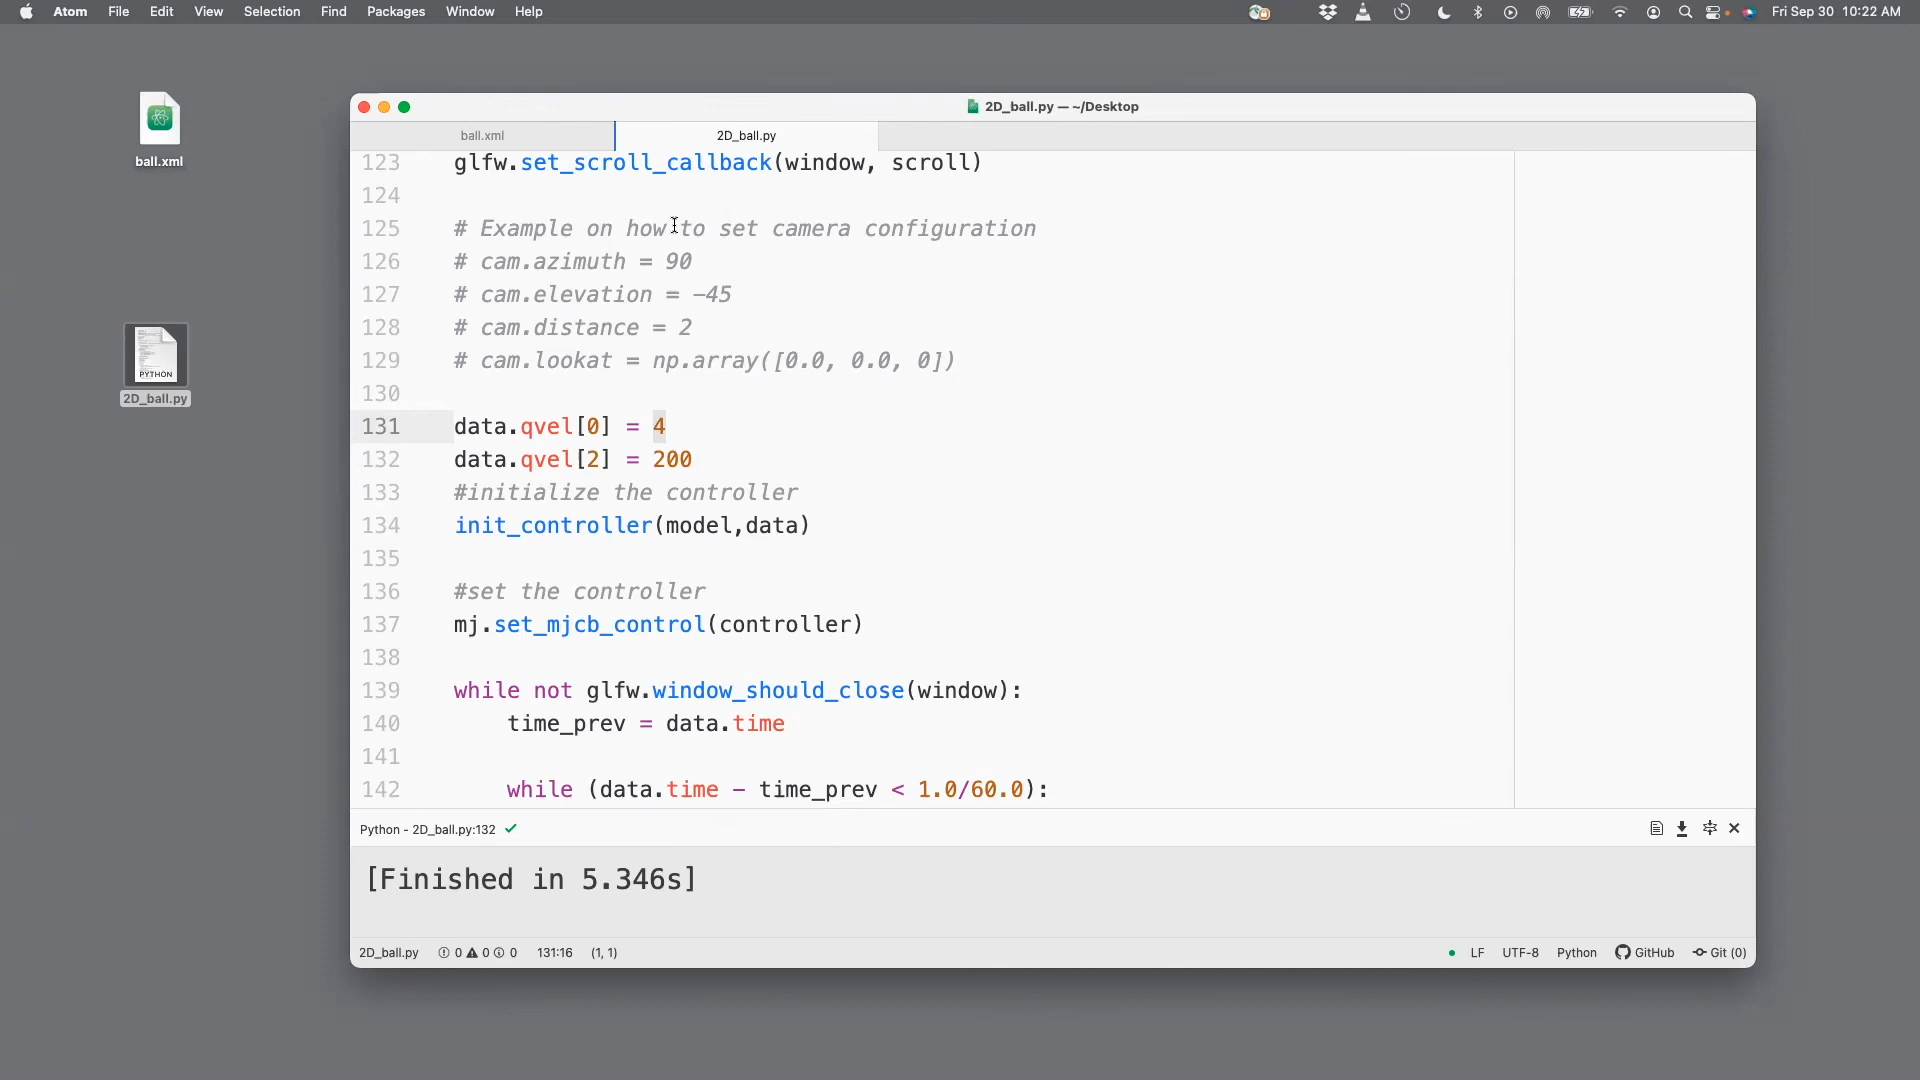 Atom File Edit View Selection Find Packages Window Help Fri Sep 30 10:22 AM
ball.xml
PYTHON
2D_ball.py
2D_ball.py — ~/Desktop
ball.xml 2D_ball.py
123 glfw.set_scroll_callback(window, scroll)
124
125 # Example on how to set camera configuration
126 # cam.azimuth = 90
127 # cam.elevation = -45
128 # cam.distance = 2
129 # cam.lookat = np.array([0.0, 0.0, 0])
130
131 data.qvel[0] = 4
132 data.qvel[2] = 200
133 #initialize the controller
134 init_controller(model,data)
135
136 #set the controller
137 mj.set_mjcb_control(controller)
138
139 while not glfw.window_should_close(window):
140 time_prev = data.time
141
142 while (data.time - time_prev < 1.0/60.0):
Python - 2D_ball.py:132
[Finished in 5.346s]
2D_ball.py 0 0 0 131:16 (1, 1) LF UTF-8 Python GitHub Git (0)